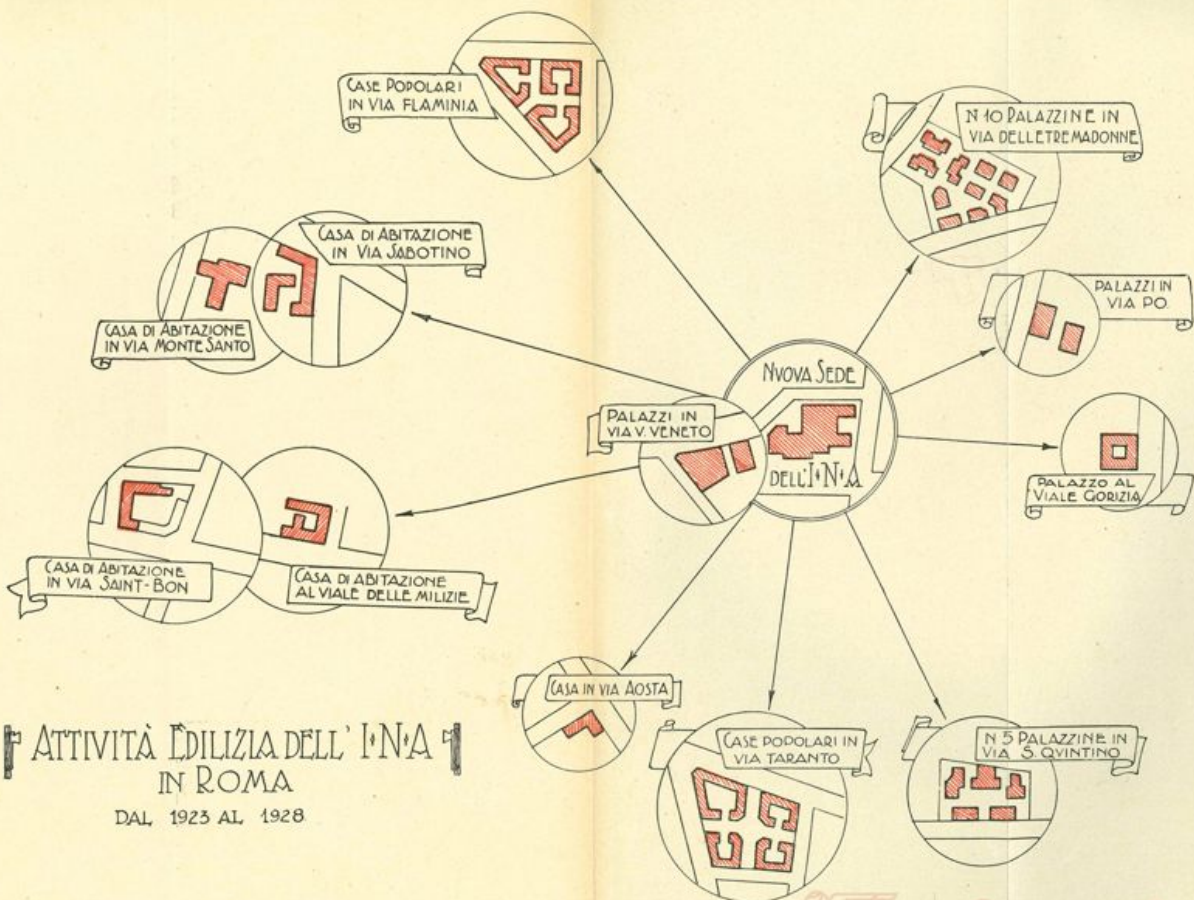 CASE POPOLARI
IN VIA FLAMINIA
N 10 PALAZZINE IN
VIA DELLE TRE MADONNE
CASA DI ABITAZIONE
IN VIA SABOTINO
CASA DI ABITAZIONE
IN VIA MONTE SANTO
PALAZZI IN
VIA PO
NVOVA SEDE
DELL'I·N·A
PALAZZI IN
VIA V. VENETO
PALAZZO AL
VIALE GORIZIA
CASA DI ABITAZIONE
IN VIA SAINT-BON
CASA DI ABITAZIONE
AL VIALE DELLE MILIZIE
CASA IN VIA AOSTA
CASE POPOLARI IN
VIA TARANTO
N 5 PALAZZINE IN
VIA S. QVINTINO
ATTIVITÀ EDILIZIA DELL' I·N·A
IN ROMA
DAL 1923 AL 1928